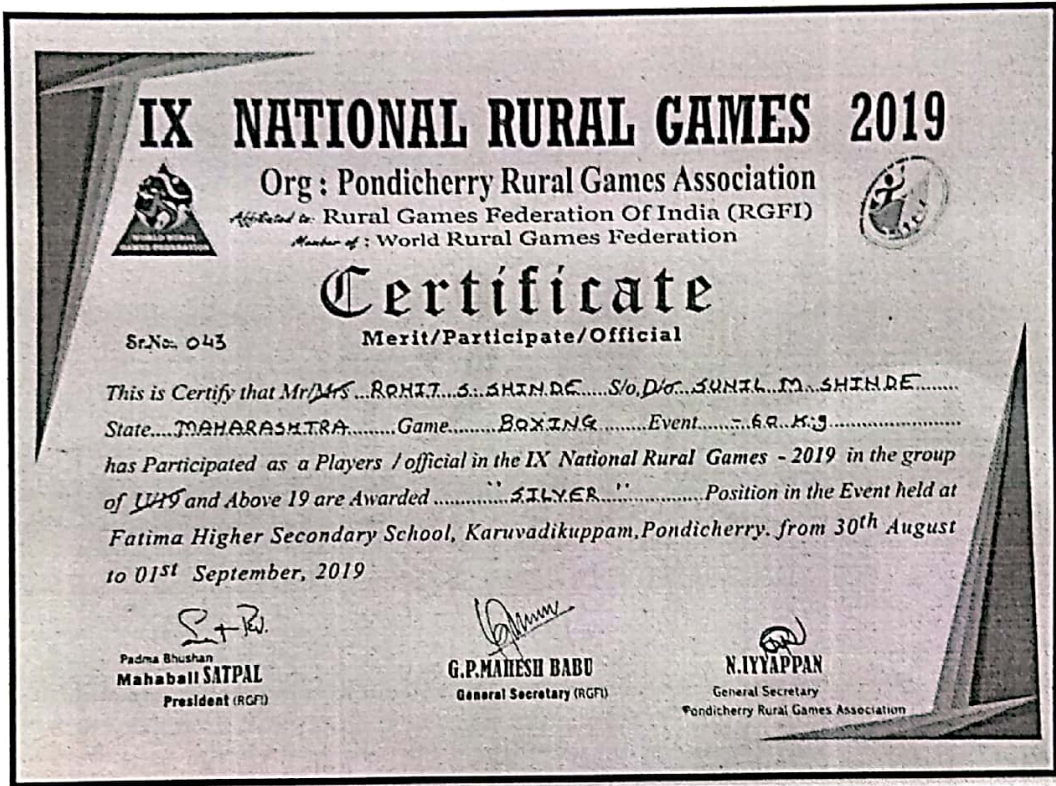 IX NATIONAL RURAL GAMES 2019
Org : Pondicherry Rural Games Association
Affiliated to: Rural Games Federation Of India (RGFI)
Member of : World Rural Games Federation
WORLD RURAL
GAMES FEDERATION
Certificate
Merit/Participate/Official
Sr.No. 043
This is Certify that Mr/Mrs...ROHIT...S..SHINDE....S/o,D/o..SUNIL..M..SHINDE........
State....MAHARASHTRA........Game........BOXING........Event.....-60..Kg......................
has Participated as a Players / official in the IX National Rural Games - 2019 in the group
of U/19 and Above 19 are Awarded ............"SILVER"................Position in the Event held at
Fatima Higher Secondary School, Karuvadikuppam,Pondicherry. from 30th August
to 01st September, 2019
Padma Bhushan
Mahabali SATPAL
President (RGFI)
G.P.MAHESH BABU
General Secretary (RGFI)
N.IYYAPPAN
General Secretary
Pondicherry Rural Games Association